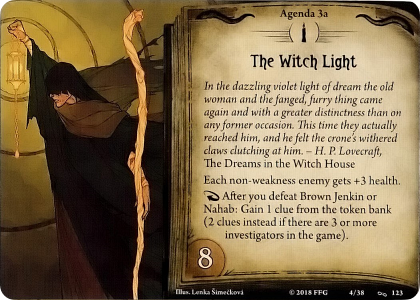 Agenda 3a
The Witch Light
In the dazzling violet light of dream the old
woman and the fanged, furry thing came
again and with a greater distinctness than on
any former occasion. This time they actually
reached him, and he felt the crone's withered
claws clutching at him. – H. P. Lovecraft,
The Dreams in the Witch House
Each non-weakness enemy gets +3 health.
After you defeat Brown Jenkin or
Nahab: Gain 1 clue from the token bank
(2 clues instead if there are 3 or more
investigators in the game).
8
Illus. Lenka Šimečková
© 2018 FFG
4/38
123